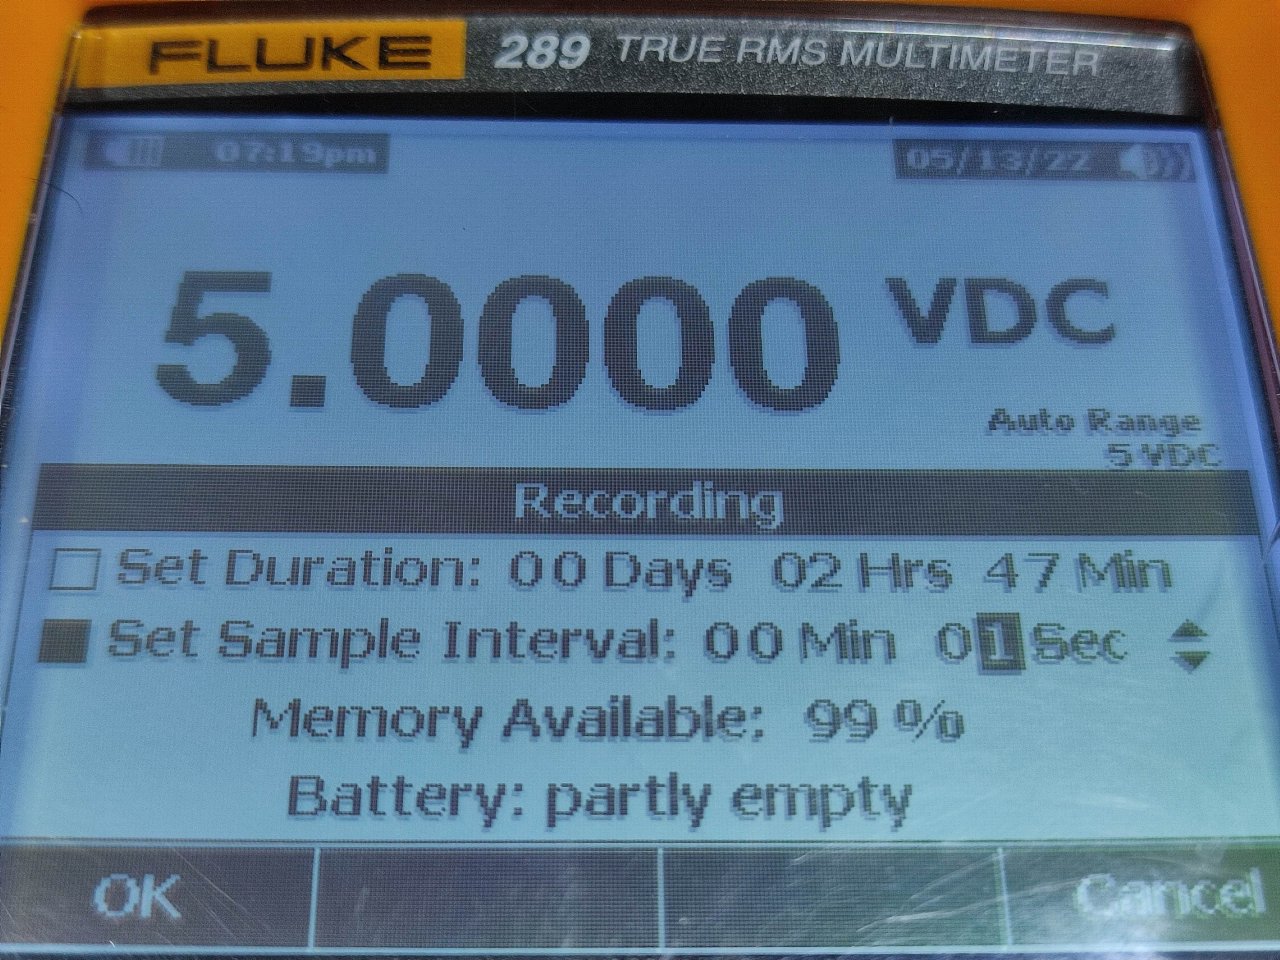 FLUKE 289 TRUE RMS MULTIMETER
07:19pm 05/13/22
5.0000 VDC
Auto Range
5 VDC
Recording
Set Duration: 00 Days 02 Hrs 47 Min
Set Sample Interval: 00 Min 01 Sec
Memory Available: 99 %
Battery: partly empty
OK Cancel